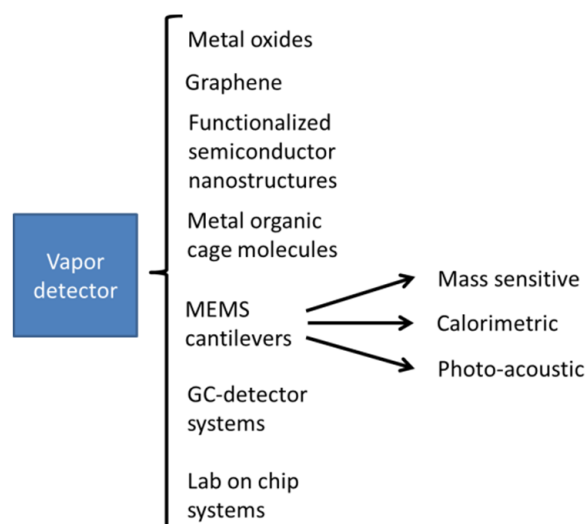 Vapor
detector
Metal oxides
Graphene
Functionalized
semiconductor
nanostructures
Metal organic
cage molecules
MEMS
cantilevers
Mass sensitive
Calorimetric
Photo-acoustic
GC-detector
systems
Lab on chip
systems